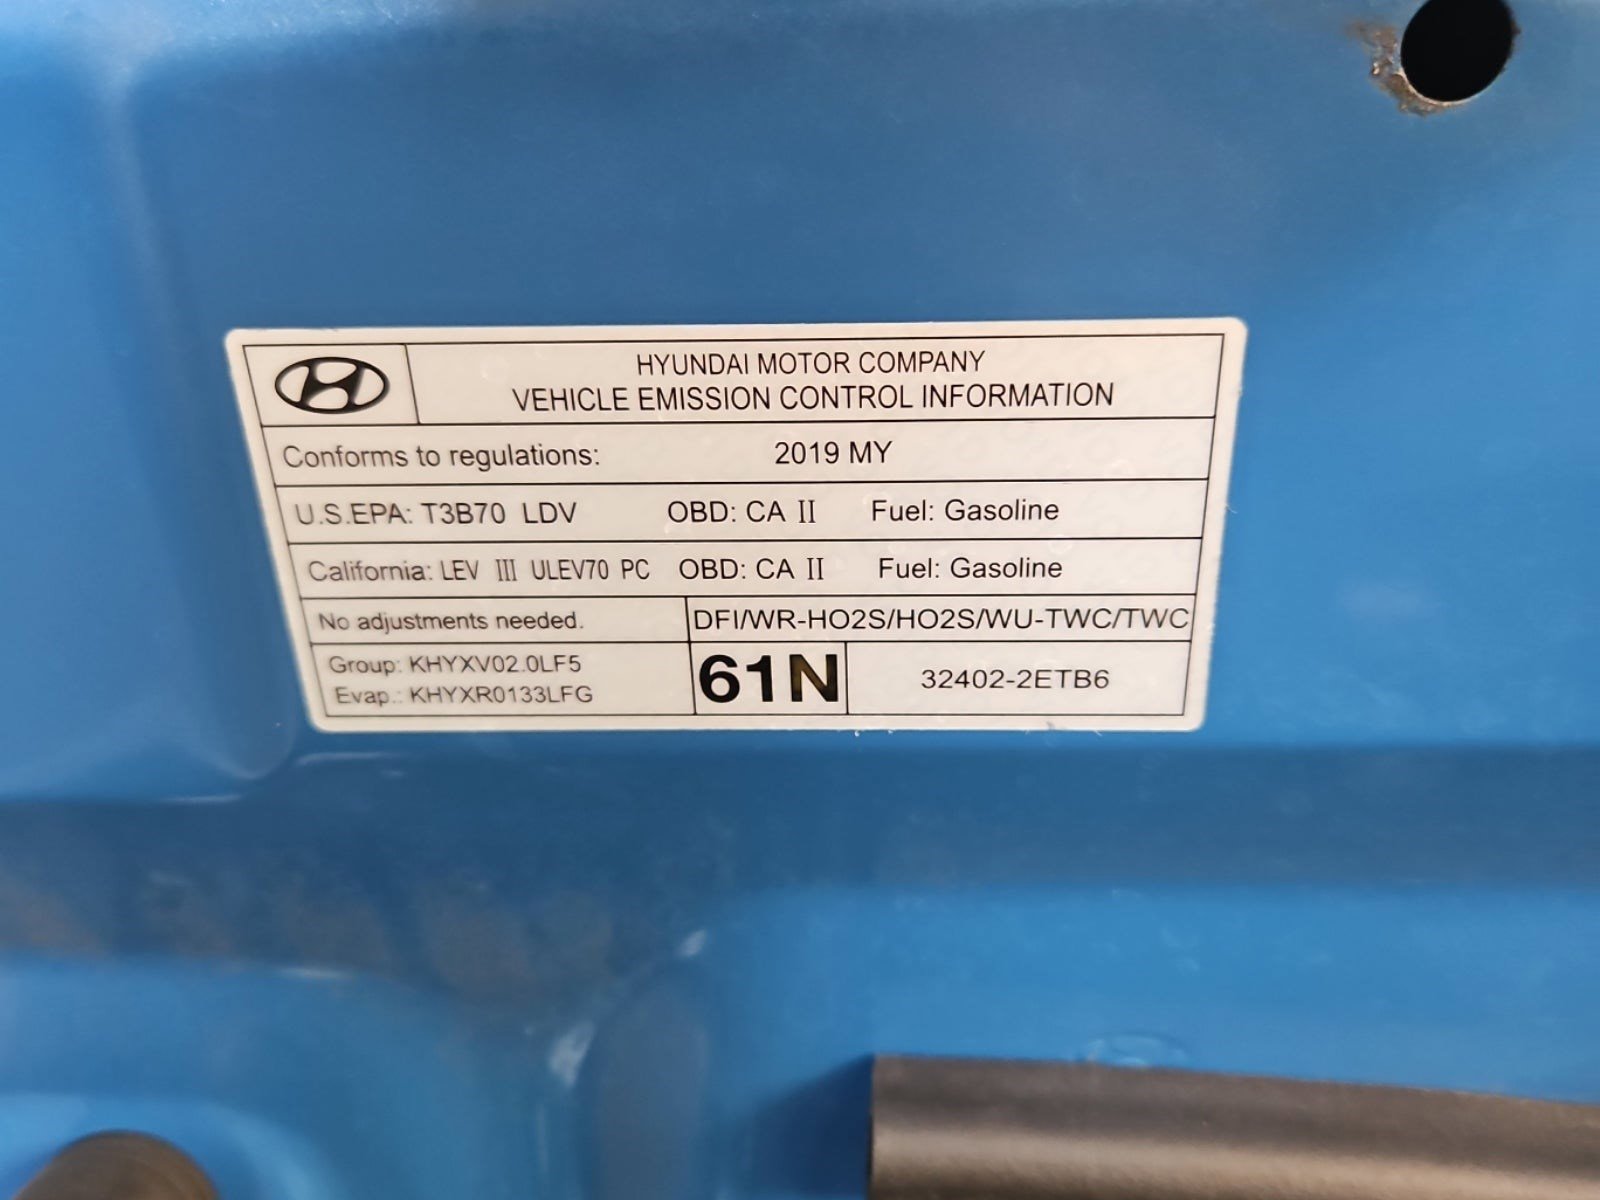 HYUNDAI MOTOR COMPANY
VEHICLE EMISSION CONTROL INFORMATION
Conforms to regulations: 2019 MY
U.S.EPA: T3B70 LDV OBD: CA II Fuel: Gasoline
California: LEV III ULEV70 PC OBD: CA II Fuel: Gasoline
No adjustments needed. DFI/WR-HO2S/HO2S/WU-TWC/TWC
Group: KHYXV02.0LF5
Evap.: KHYXR0133LFG
61N
32402-2ETB6